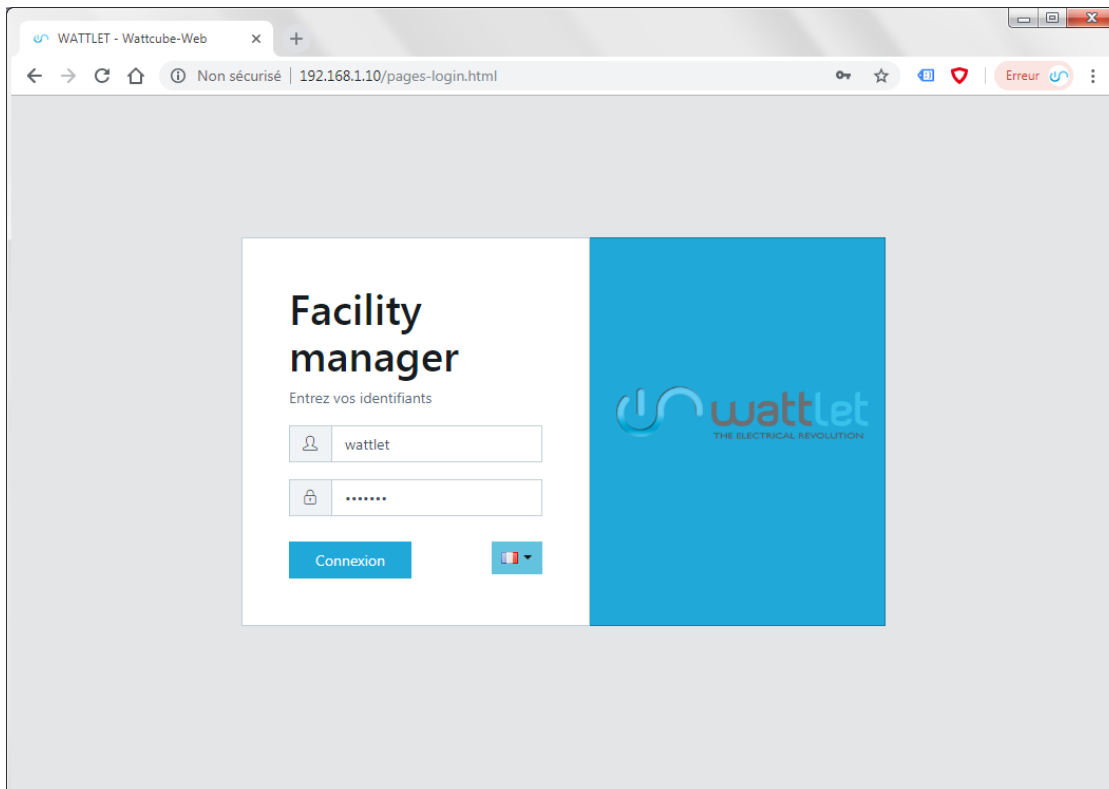 WATTLET - Wattcube-Web
Non sécurisé
192.168.1.10/pages-login.html
Erreur
Facility
manager
Entrez vos identifiants
wattlet
•••••••
Connexion
wattlet
THE ELECTRICAL REVOLUTION